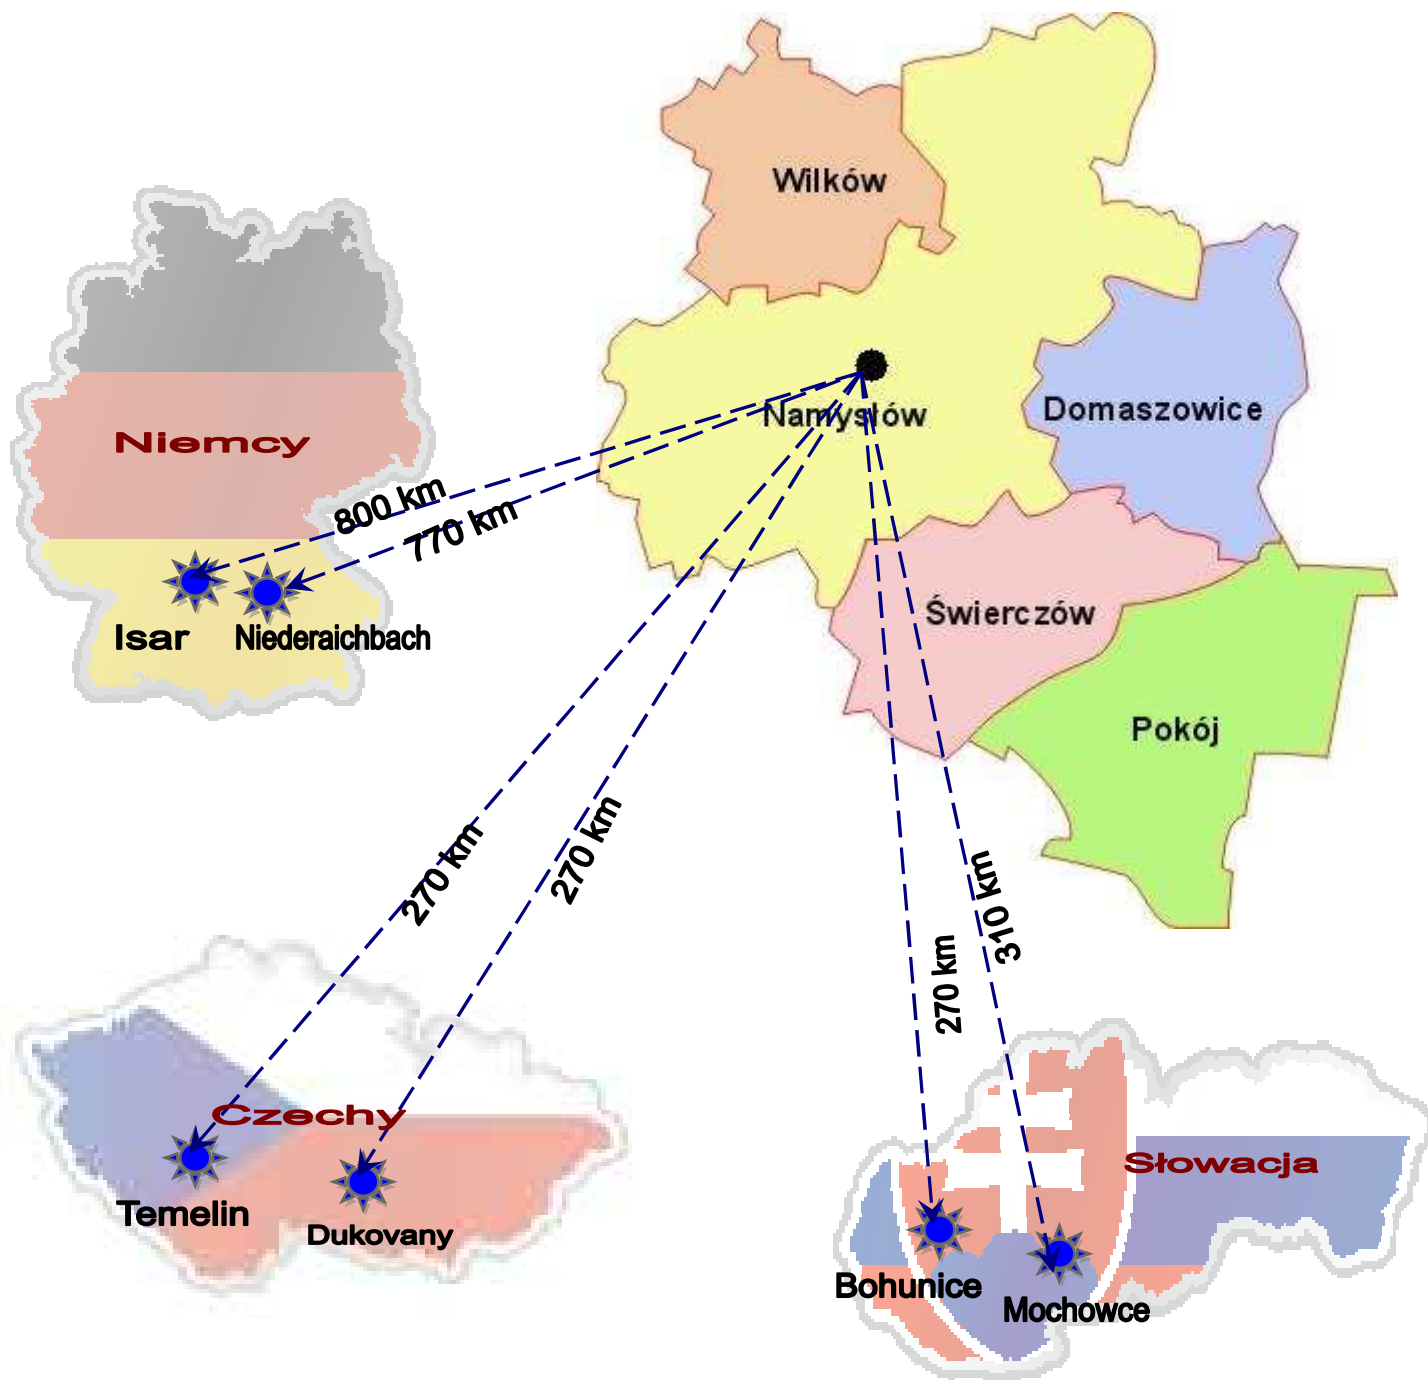 Wilków
Namysłów
Domaszowice
Niemcy
800 km
770 km
Świerczów
Isar
Niederaichbach
Pokój
270 km
270 km
310 km
270 km
Czechy
Słowacja
Temelin
Dukovany
Bohunice
Mochowce